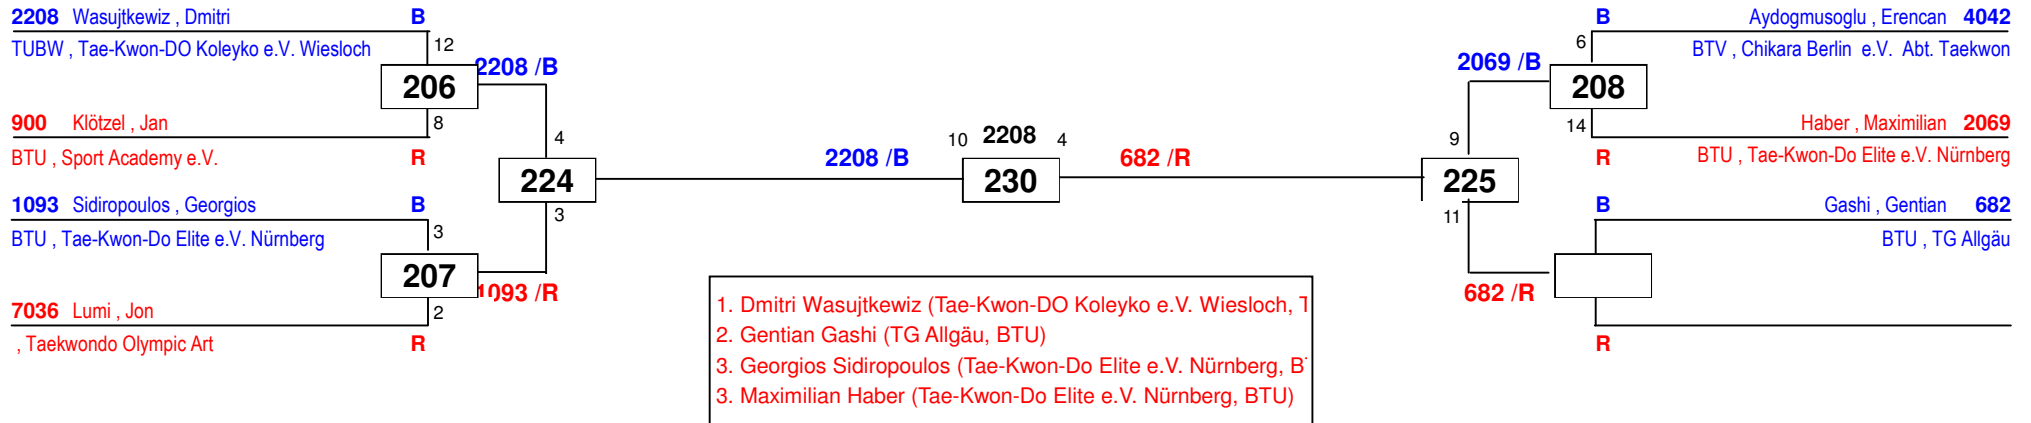 2208 Wasujtkewiz , Dmitri B
TUBW , Tae-Kwon-DO Koleyko e.V. Wiesloch
12
2208 /B
206
8
900 Klötzel , Jan
BTU , Sport Academy e.V. R
4
224
3
1093 Sidiropoulos , Georgios B
BTU , Tae-Kwon-Do Elite e.V. Nürnberg
3
207
1093 /R
2
7036 Lumi , Jon
, Taekwondo Olympic Art R
2208 /B
10 2208 4
230
682 /R
B Aydogmusoglu , Erencan 4042
6
BTV , Chikara Berlin e.V. Abt. Taekwon
2069 /B
208
14
Haber , Maximilian 2069
R BTU , Tae-Kwon-Do Elite e.V. Nürnberg
9
225
11
B Gashi , Gentian 682
BTU , TG Allgäu
682 /R
R
1. Dmitri Wasujtkewiz (Tae-Kwon-DO Koleyko e.V. Wiesloch, T
2. Gentian Gashi (TG Allgäu, BTU)
3. Georgios Sidiropoulos (Tae-Kwon-Do Elite e.V. Nürnberg, B
3. Maximilian Haber (Tae-Kwon-Do Elite e.V. Nürnberg, BTU)